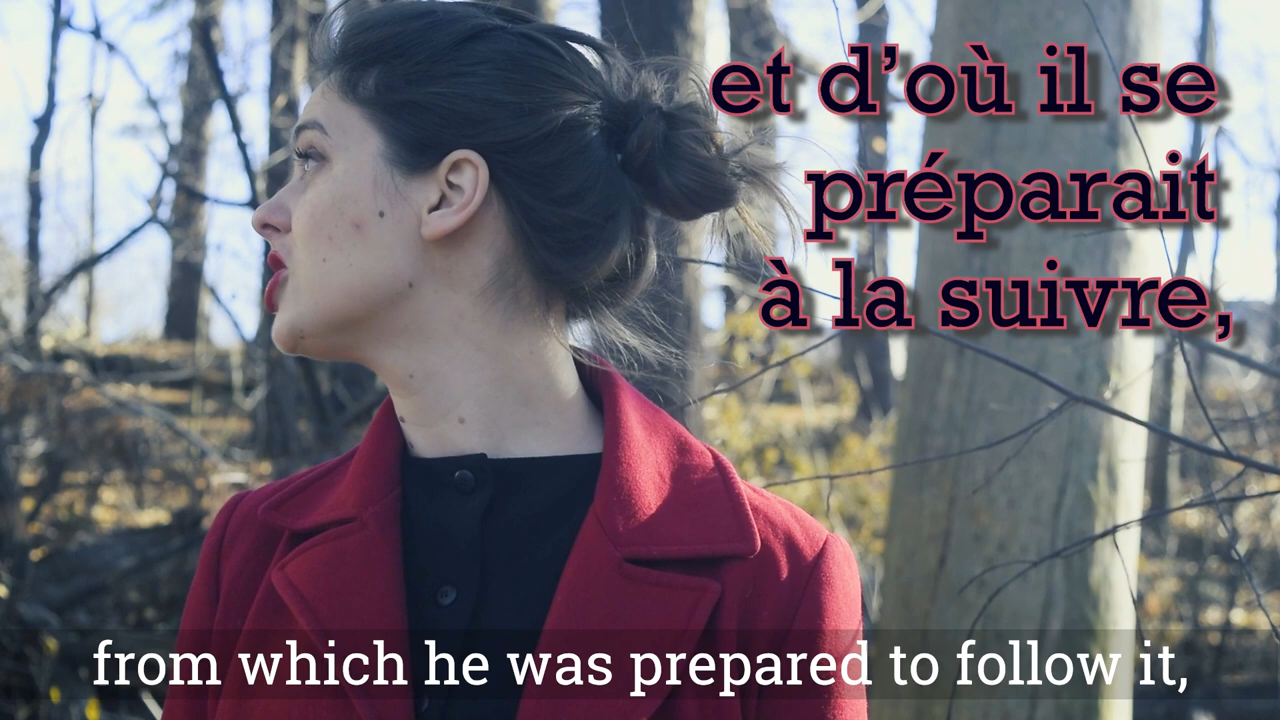 et d’où il se
préparait
à la suivre,
from which he was prepared to follow it,